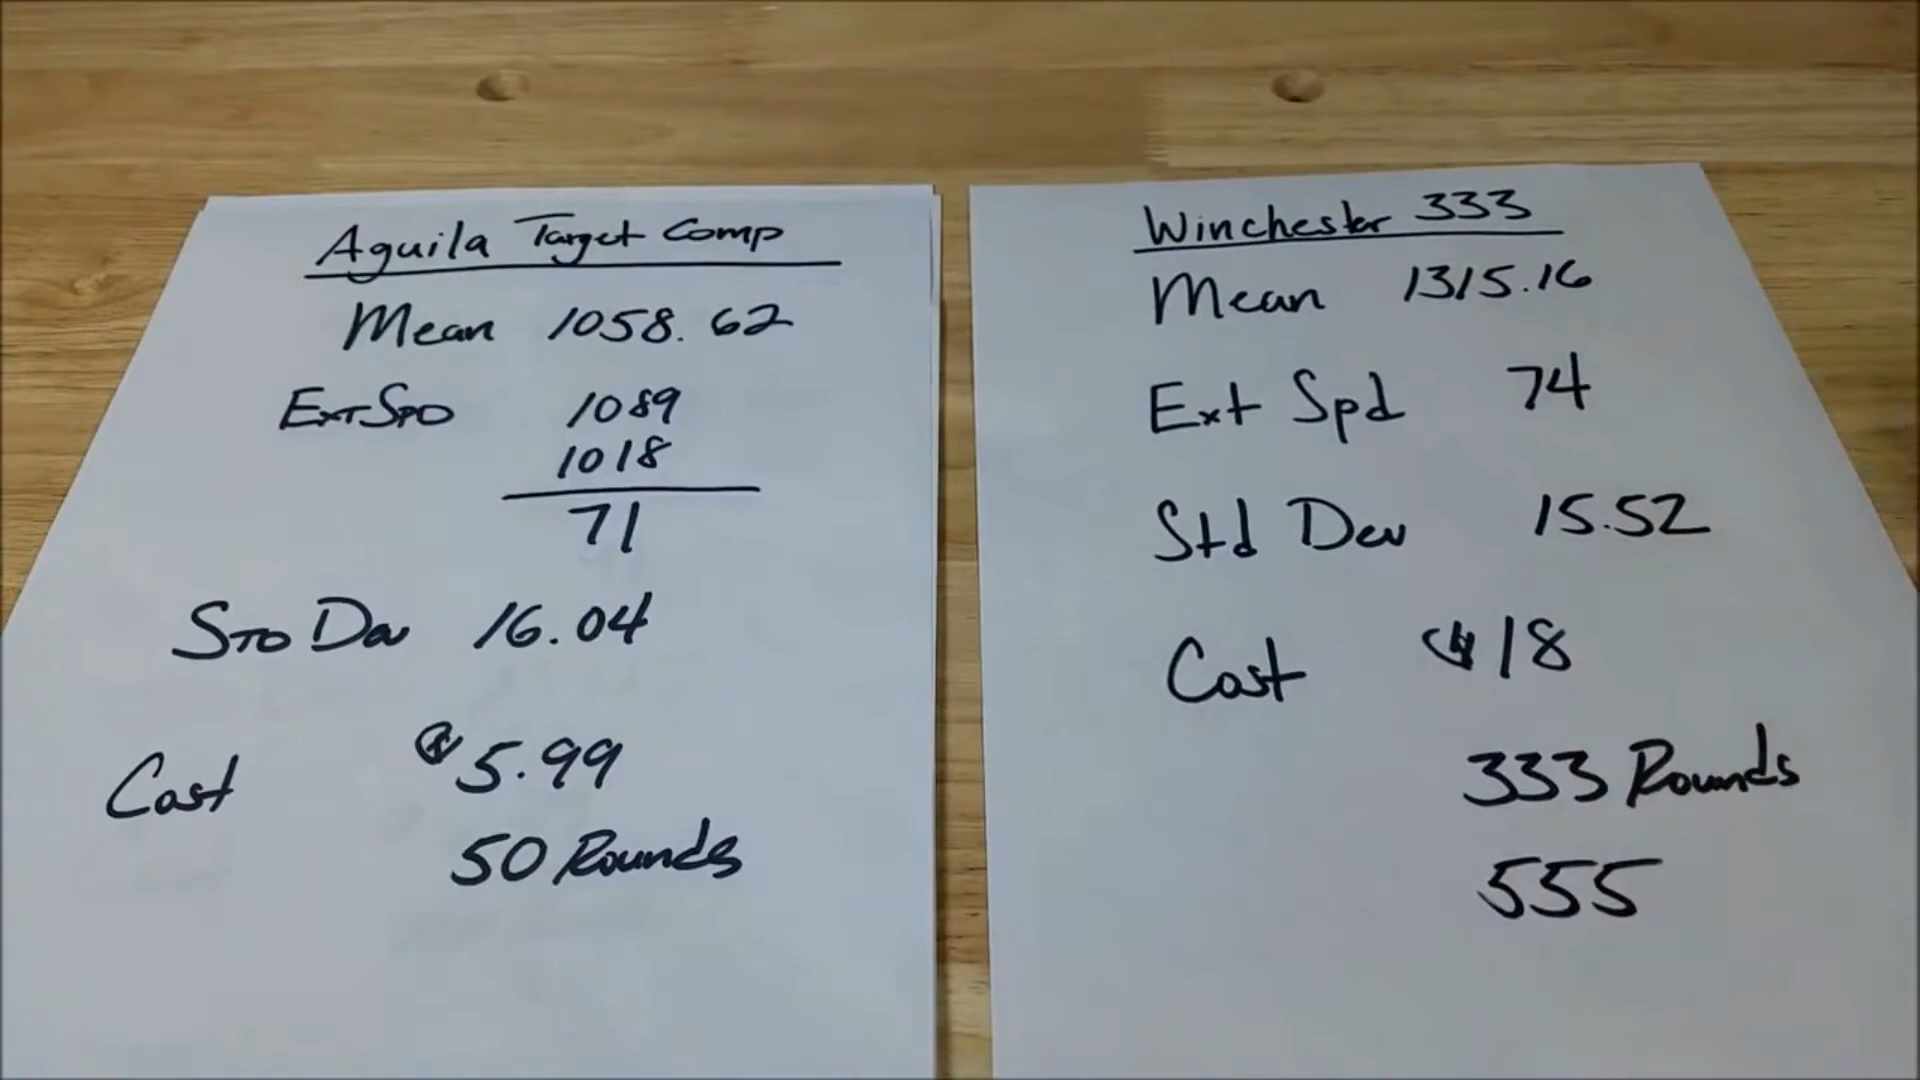 Aguila Target Comp
Mean 1058.62
Ext Spd 1089
1018
71
Std Dev 16.04
Cost $5.99
50 Rounds
Winchester 333
Mean 1315.16
Ext Spd 74
Std Dev 15.52
Cost $18
333 Rounds
555